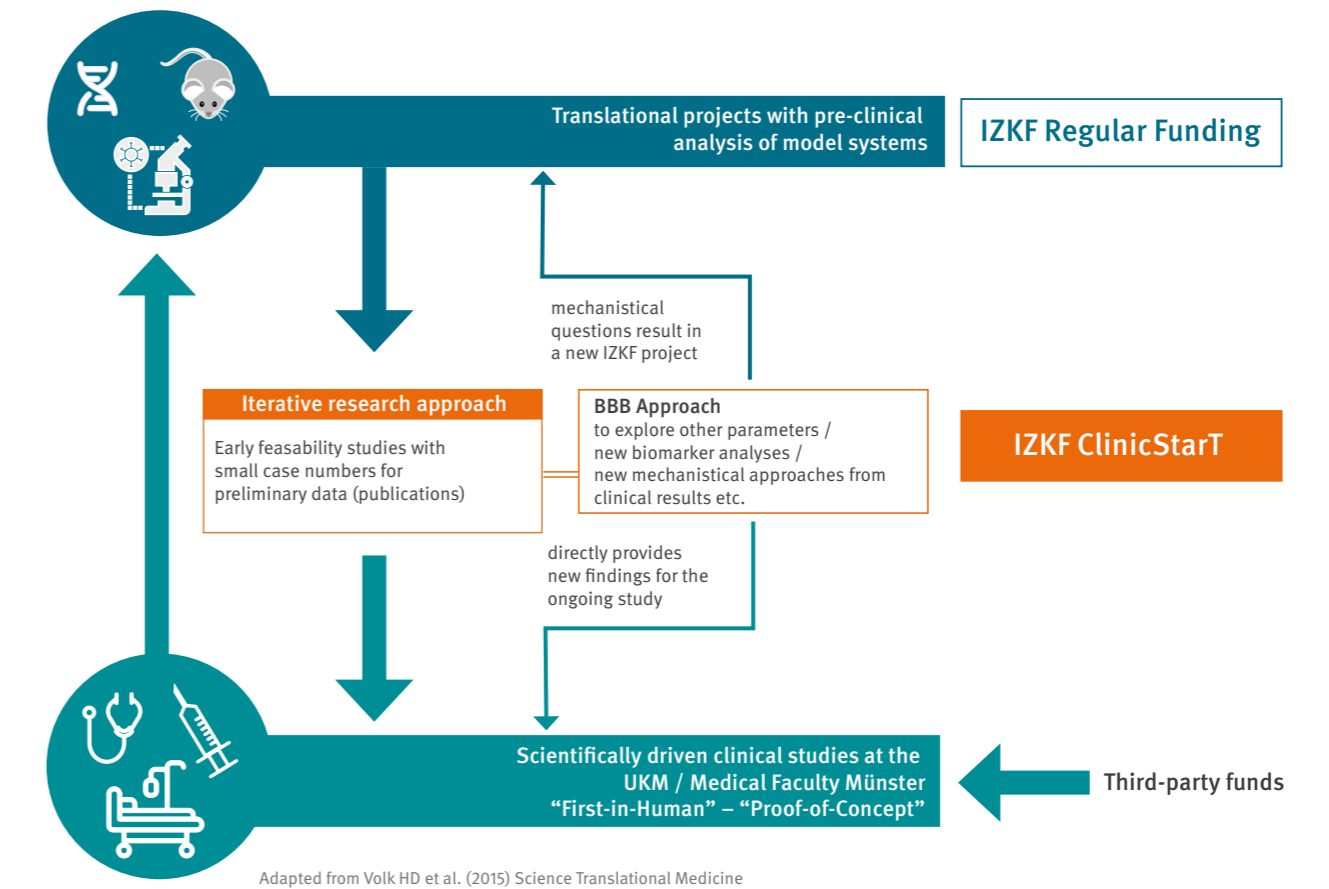 Translational projects with pre-clinical
analysis of model systems
IZKF Regular Funding
mechanistical
questions result in
a new IZKF project
Iterative research approach
Early feasability studies with
small case numbers for
preliminary data (publications)
BBB Approach
to explore other parameters /
new biomarker analyses /
new mechanistical approaches from
clinical results etc.
IZKF ClinicStarT
directly provides
new findings for the
ongoing study
Scientifically driven clinical studies at the
UKM / Medical Faculty Münster
“First-in-Human” – “Proof-of-Concept”
Third-party funds
Adapted from Volk HD et al. (2015) Science Translational Medicine